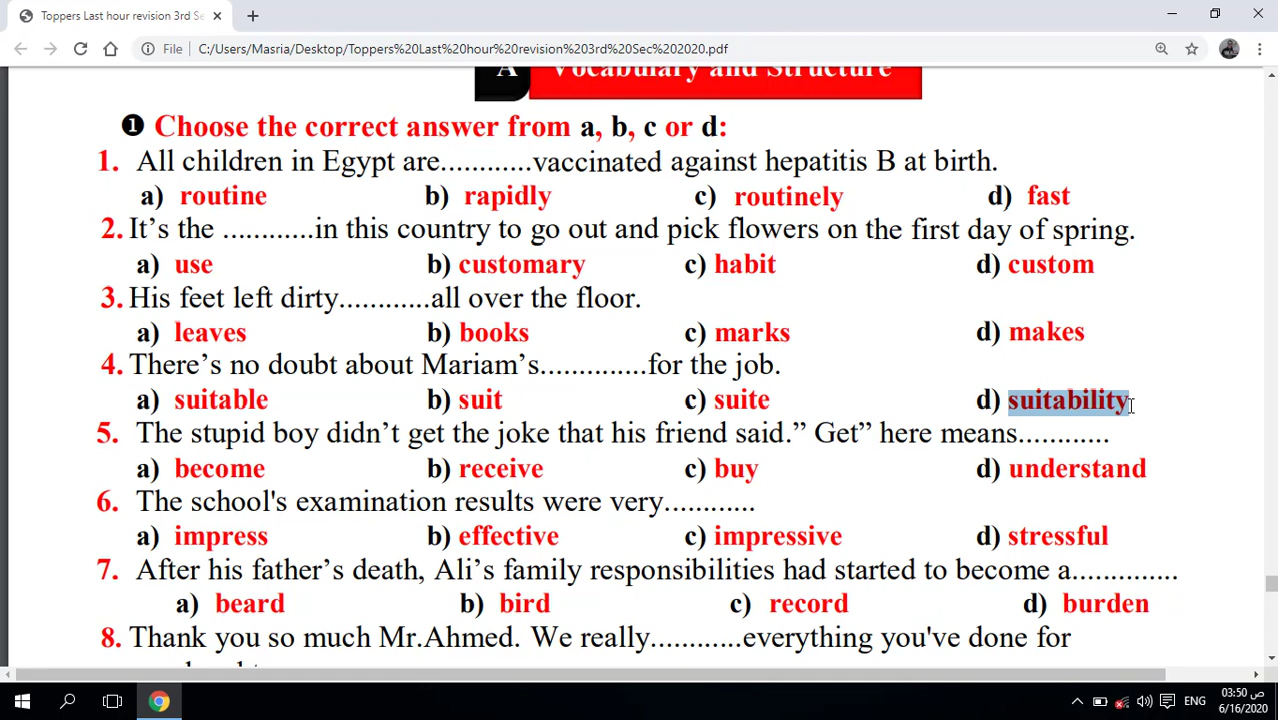 Toppers Last hour revision 3rd Se
File C:/Users/Masria/Desktop/Toppers%20Last%20hour%20revision%203rd%20Sec%202020.pdf
A Vocabulary and Structure
❶ Choose the correct answer from a, b, c or d:
1. All children in Egypt are............vaccinated against hepatitis B at birth.
a) routine b) rapidly c) routinely d) fast
2. It’s the ............in this country to go out and pick flowers on the first day of spring.
a) use b) customary c) habit d) custom
3. His feet left dirty............all over the floor.
a) leaves b) books c) marks d) makes
4. There’s no doubt about Mariam’s..............for the job.
a) suitable b) suit c) suite d) suitability
5. The stupid boy didn’t get the joke that his friend said.” Get” here means............
a) become b) receive c) buy d) understand
6. The school's examination results were very............
a) impress b) effective c) impressive d) stressful
7. After his father’s death, Ali’s family responsibilities had started to become a..............
a) beard b) bird c) record d) burden
8. Thank you so much Mr.Ahmed. We really............everything you've done for
ENG
03:50 ص
6/16/2020